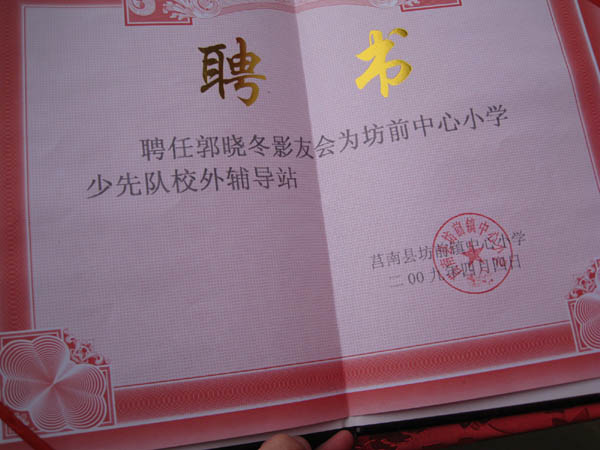 聘书
聘任郭晓冬影友会为坊前中心小学
少先队校外辅导站
莒南县坊前镇中心小学
二00九年四月四日